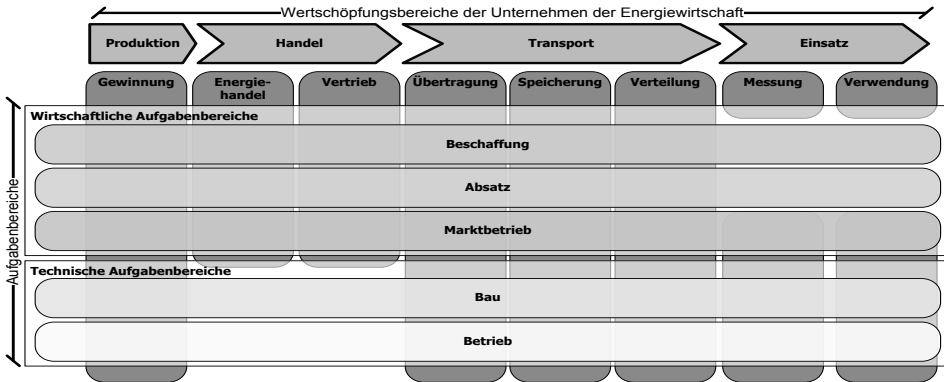 Wertschöpfungsbereiche der Unternehmen der Energiewirtschaft
Produktion
Handel
Transport
Einsatz
Gewinnung
Energie-
handel
Vertrieb
Übertragung
Speicherung
Verteilung
Messung
Verwendung
Aufgabenbereiche
Wirtschaftliche Aufgabenbereiche
Beschaffung
Absatz
Marktbetrieb
Technische Aufgabenbereiche
Bau
Betrieb